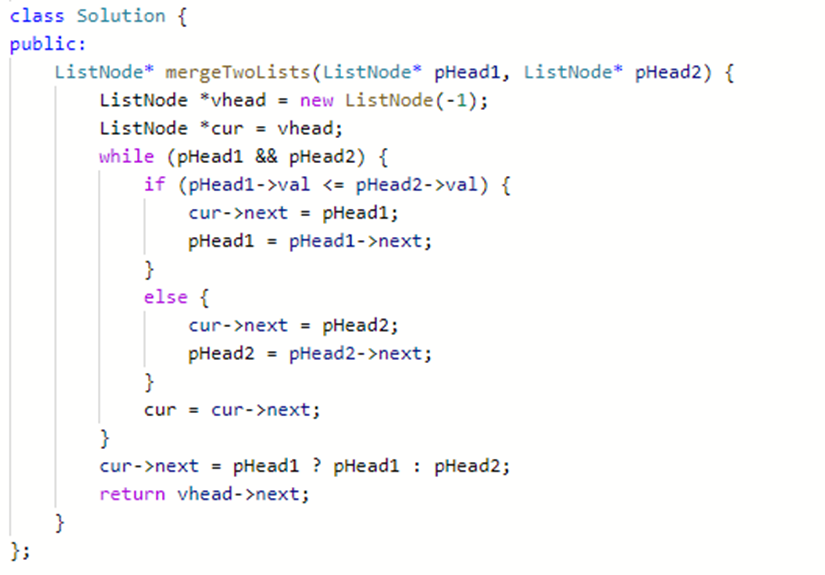 class Solution {
public:
    ListNode* mergeTwoLists(ListNode* pHead1, ListNode* pHead2) {
        ListNode *vhead = new ListNode(-1);
        ListNode *cur = vhead;
        while (pHead1 && pHead2) {
            if (pHead1->val <= pHead2->val) {
                cur->next = pHead1;
                pHead1 = pHead1->next;
            }
            else {
                cur->next = pHead2;
                pHead2 = pHead2->next;
            }
            cur = cur->next;
        }
        cur->next = pHead1 ? pHead1 : pHead2;
        return vhead->next;
    }
};